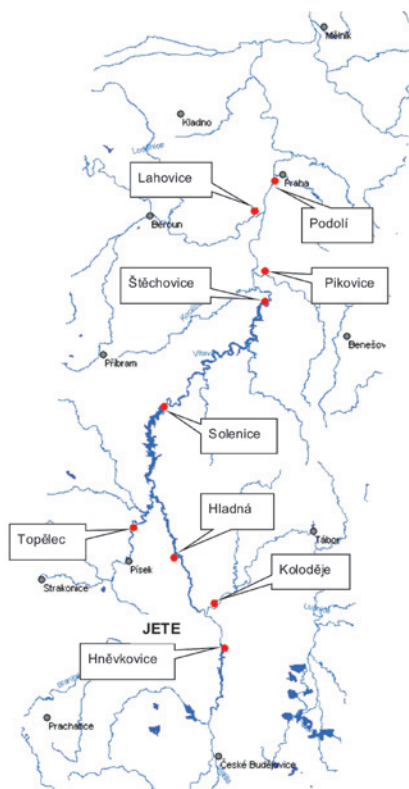 Mělník
Kladno
Lahovice
Praha
Beroun
Podolí
Štěchovice
Pikovice
Příbram
Vltava
Benešov
Solenice
Hladná
Topělec
Tábor
Písek
Koloděje
Strakonice
JETE
Hněvkovice
Prachatice
České Budějovice